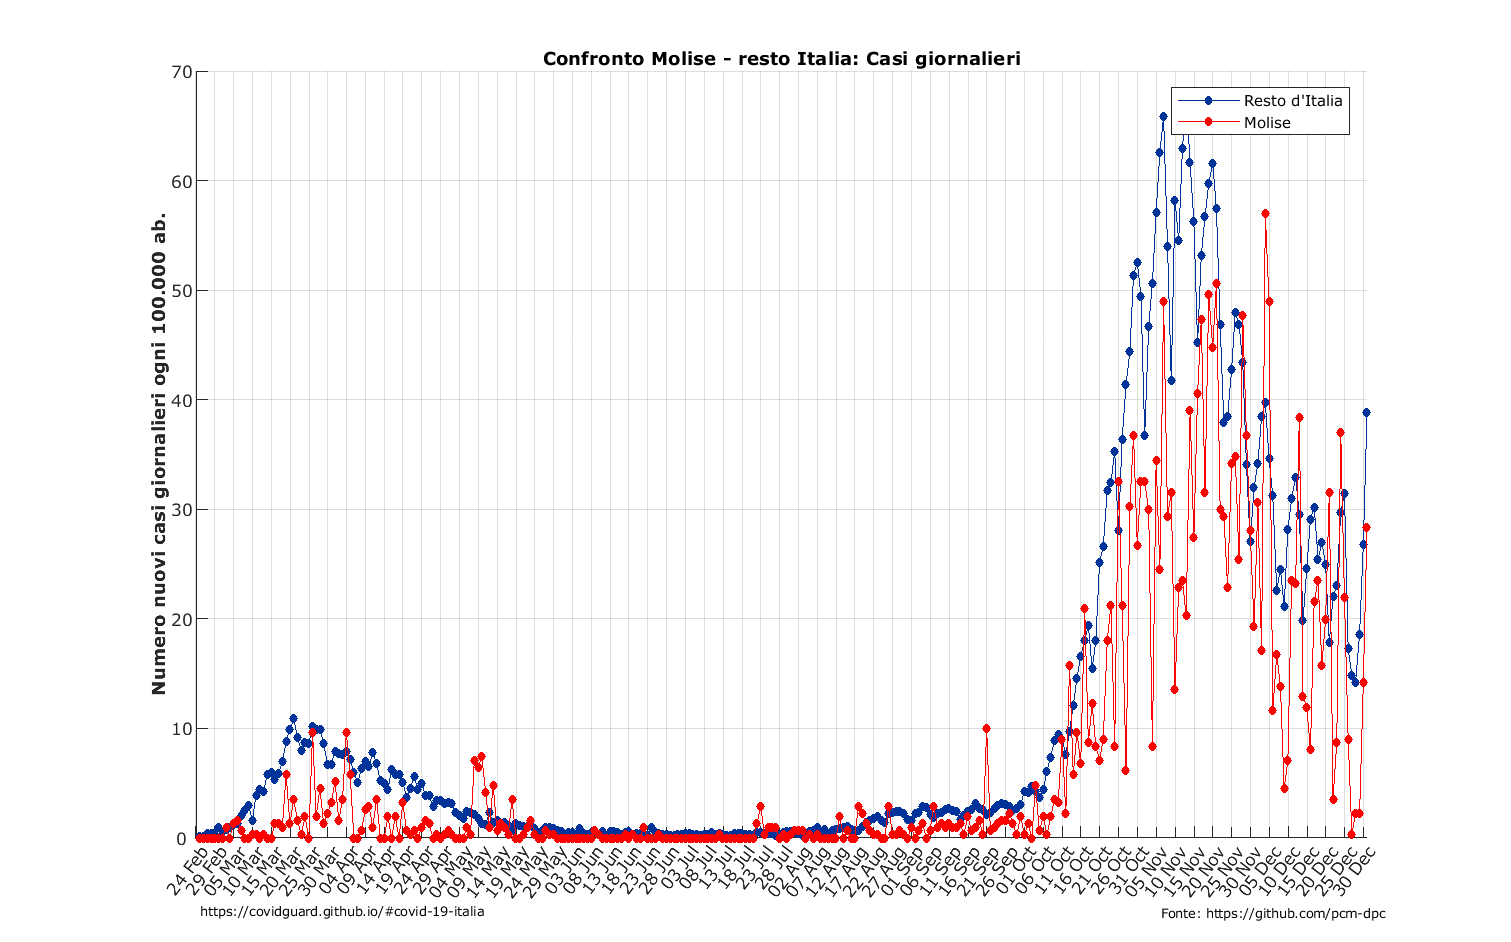 Confronto Molise - resto Italia: Casi giornalieri
Resto d'Italia
Molise
Numero nuovi casi giornalieri ogni 100.000 ab.
70
60
50
40
30
20
10
0
24 Feb
29 Feb
05 Mar
10 Mar
15 Mar
20 Mar
25 Mar
30 Mar
04 Apr
09 Apr
14 Apr
19 Apr
24 Apr
29 Apr
04 May
09 May
14 May
19 May
24 May
29 May
03 Jun
08 Jun
13 Jun
18 Jun
23 Jun
28 Jun
03 Jul
08 Jul
13 Jul
18 Jul
23 Jul
28 Jul
02 Aug
07 Aug
12 Aug
17 Aug
22 Aug
27 Aug
01 Sep
06 Sep
11 Sep
16 Sep
21 Sep
26 Sep
01 Oct
06 Oct
11 Oct
16 Oct
21 Oct
26 Oct
31 Oct
05 Nov
10 Nov
15 Nov
20 Nov
25 Nov
30 Nov
05 Dec
10 Dec
15 Dec
20 Dec
25 Dec
30 Dec
https://covidguard.github.io/#covid-19-italia
Fonte: https://github.com/pcm-dpc